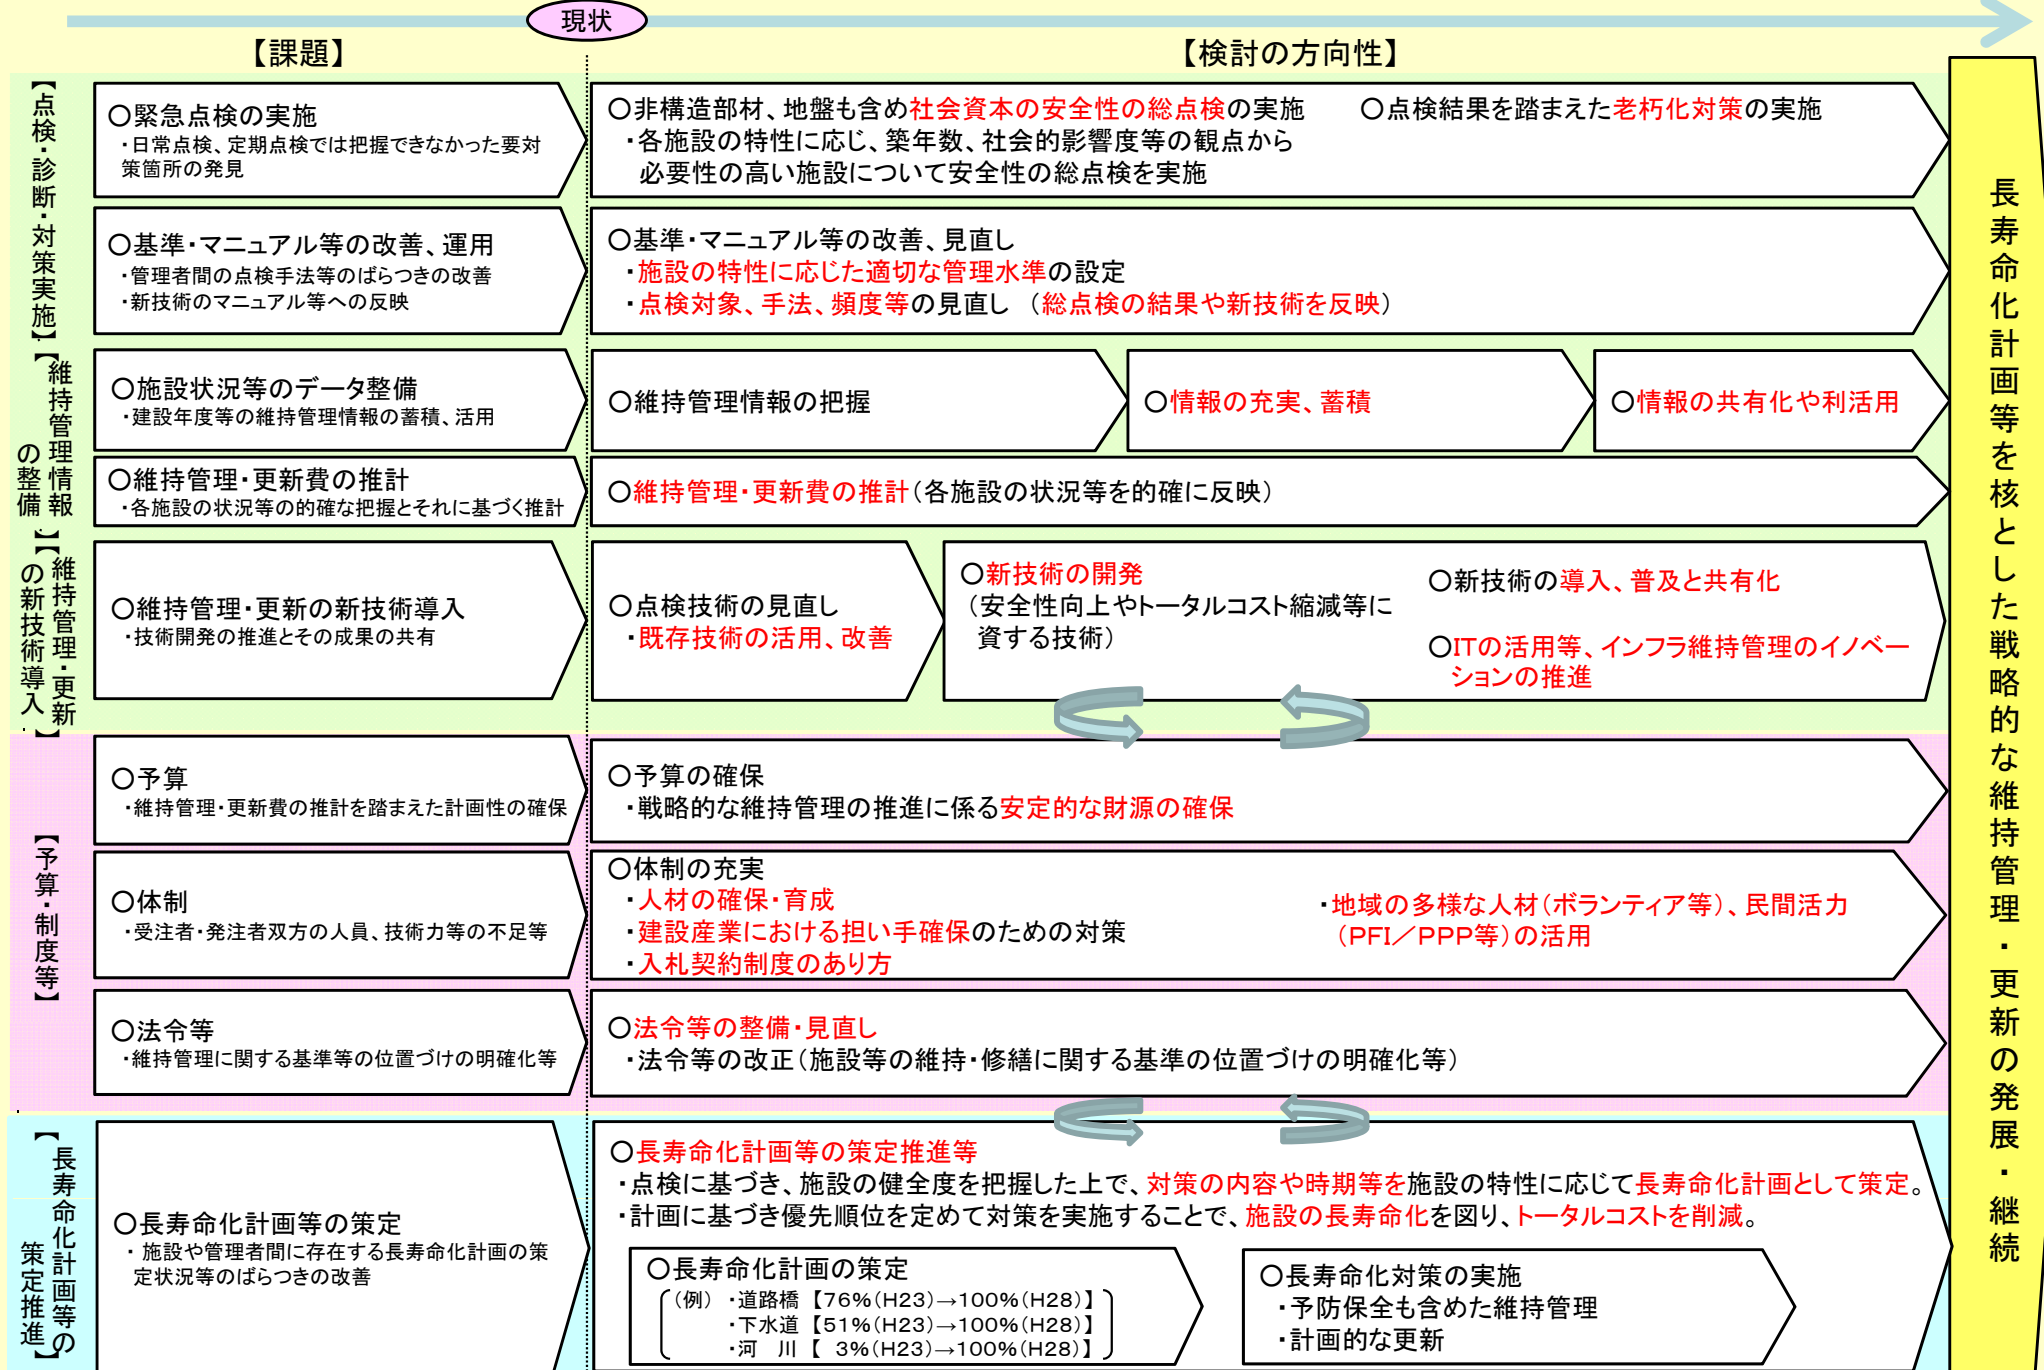 現状
【課題】
【検討の方向性】
【点検・診断・対策実施】
○緊急点検の実施
・日常点検、定期点検では把握できなかった要対
策箇所の発見
○非構造部材、地盤も含め社会資本の安全性の総点検の実施
○点検結果を踏まえた老朽化対策の実施
・各施設の特性に応じ、築年数、社会的影響度等の観点から
必要性の高い施設について安全性の総点検を実施
○基準・マニュアル等の改善、運用
・管理者間の点検手法等のばらつきの改善
・新技術のマニュアル等への反映
○基準・マニュアル等の改善、見直し
・施設の特性に応じた適切な管理水準の設定
・点検対象、手法、頻度等の見直し （総点検の結果や新技術を反映）
【維持管理情報
の整備】
○施設状況等のデータ整備
・建設年度等の維持管理情報の蓄積、活用
○維持管理情報の把握
○情報の充実、蓄積
○情報の共有化や利活用
○維持管理・更新費の推計
・各施設の状況等の的確な把握とそれに基づく推計
○維持管理・更新費の推計（各施設の状況等を的確に反映）
【維持管理・更新
の新技術導入】
○維持管理・更新の新技術導入
・技術開発の推進とその成果の共有
○点検技術の見直し
・既存技術の活用、改善
○新技術の開発
（安全性向上やトータルコスト縮減等に
資する技術）
○新技術の導入、普及と共有化
○ITの活用等、インフラ維持管理のイノベー
ションの推進
【予算・制度等】
○予算
・維持管理・更新費の推計を踏まえた計画性の確保
○予算の確保
・戦略的な維持管理の推進に係る安定的な財源の確保
○体制
・受注者・発注者双方の人員、技術力等の不足等
○体制の充実
・人材の確保・育成
・建設産業における担い手確保のための対策
・入札契約制度のあり方
・地域の多様な人材（ボランティア等）、民間活力
（PFI／PPP等）の活用
○法令等
・維持管理に関する基準等の位置づけの明確化等
○法令等の整備・見直し
・法令等の改正（施設等の維持・修繕に関する基準の位置づけの明確化等）
【長寿命化計画等の
策定推進】
○長寿命化計画等の策定
・ 施設や管理者間に存在する長寿命化計画の策
定状況等のばらつきの改善
○長寿命化計画等の策定推進等
・点検に基づき、施設の健全度を把握した上で、対策の内容や時期等を施設の特性に応じて長寿命化計画として策定。
・計画に基づき優先順位を定めて対策を実施することで、施設の長寿命化を図り、トータルコストを削減。
○長寿命化計画の策定
（例） ・道路橋 【76%（H23）→100%（H28）】
・下水道 【51%（H23）→100%（H28）】
・河　川 【 3%（H23）→100%（H28）】
○長寿命化対策の実施
・予防保全も含めた維持管理
・計画的な更新
長寿命化計画等を核とした戦略的な維持管理・更新の発展・継続